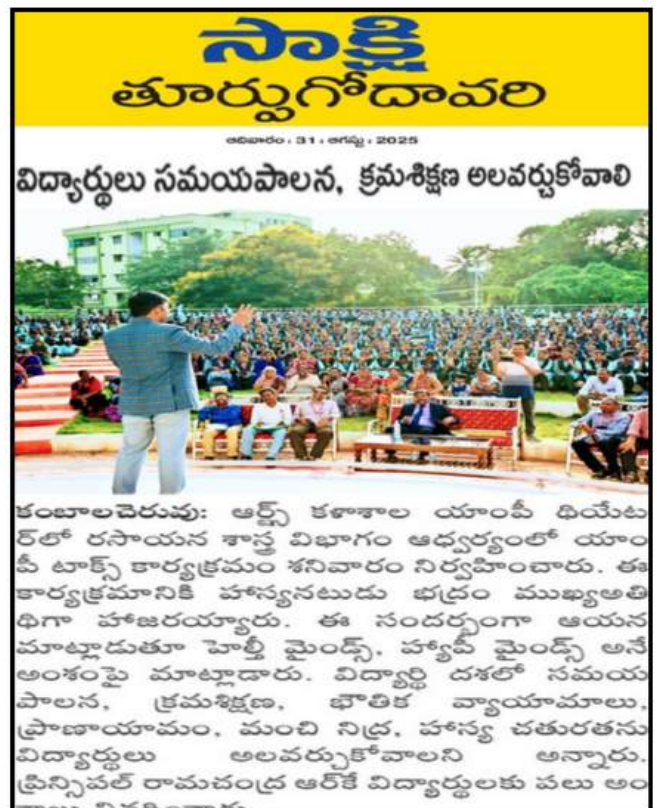 సాక్షి
తూర్పుగోదావరి
ఆదివారం : 31 : ఆగస్టు : 2025
విద్యార్థులు సమయపాలన, క్రమశిక్షణ అలవర్చుకోవాలి
కంబాలచెరువు: ఆర్ట్స్ కళాశాల యాంపీ థియేట
ర్‌లో రసాయన శాస్త్ర విభాగం ఆధ్వర్యంలో యాం
పీ టాక్స్ కార్యక్రమం శనివారం నిర్వహించారు. ఈ
కార్యక్రమానికి హాస్యనటుడు భద్రం ముఖ్యఅతి
థిగా హాజరయ్యారు. ఈ సందర్భంగా ఆయన
మాట్లాడుతూ హెల్తీ మైండ్స్, హ్యాపీ మైండ్స్ అనే
అంశంపై మాట్లాడారు. విద్యార్థి దశలో సమయ
పాలన, క్రమశిక్షణ, భౌతిక వ్యాయామాలు,
ప్రాణాయామం, మంచి నిద్ర, హాస్య చతురతను
విద్యార్థులు అలవర్చుకోవాలని అన్నారు.
ప్రిన్సిపల్ రామచంద్ర ఆర్‌కే విద్యార్థులకు పలు అం